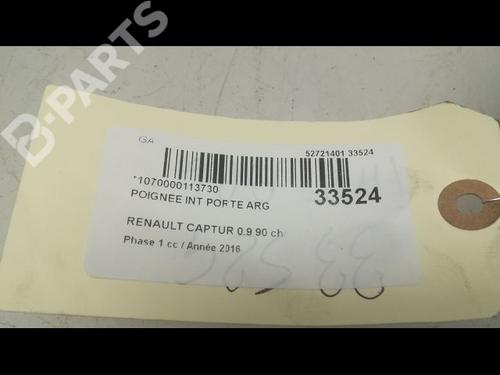 B-PARTS
GA
52721401 33524
*1070000113730
POIGNEE INT PORTE ARG
33524
RENAULT CAPTUR 0.9 90 ch
Phase 1 cc / Année 2016